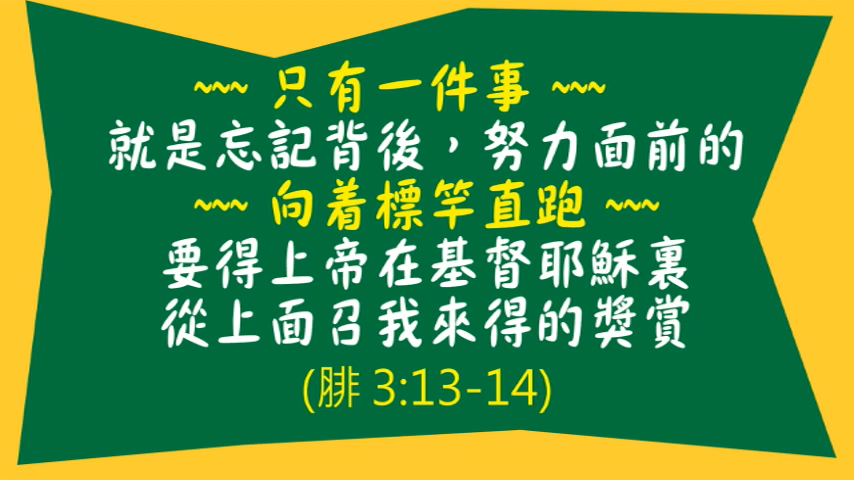 ~~~ 只有一件事 ~~~
就是忘記背後，努力面前的
~~~ 向着標竿直跑 ~~~
要得上帝在基督耶穌裏
從上面召我來得的獎賞
(腓 3:13-14)